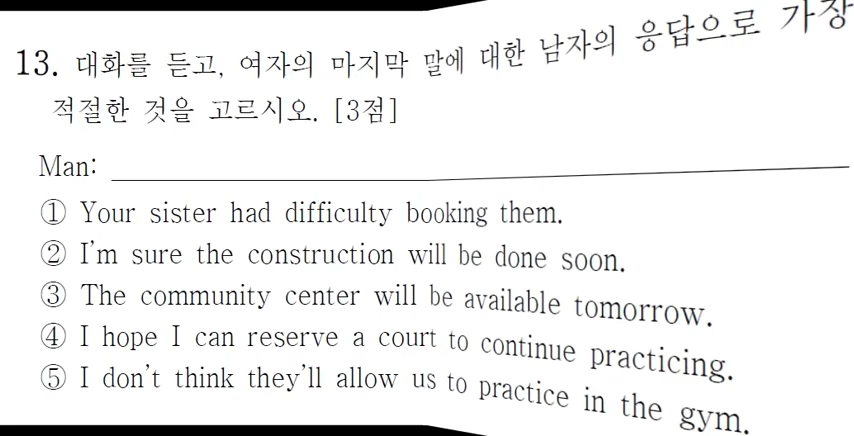 13. 대화를 듣고, 여자의 마지막 말에 대한 남자의 응답으로 가장
적절한 것을 고르시오. [3점]
Man:
① Your sister had difficulty booking them.
② I'm sure the construction will be done soon.
③ The community center will be available tomorrow.
④ I hope I can reserve a court to continue practicing.
⑤ I don't think they'll allow us to practice in the gym.